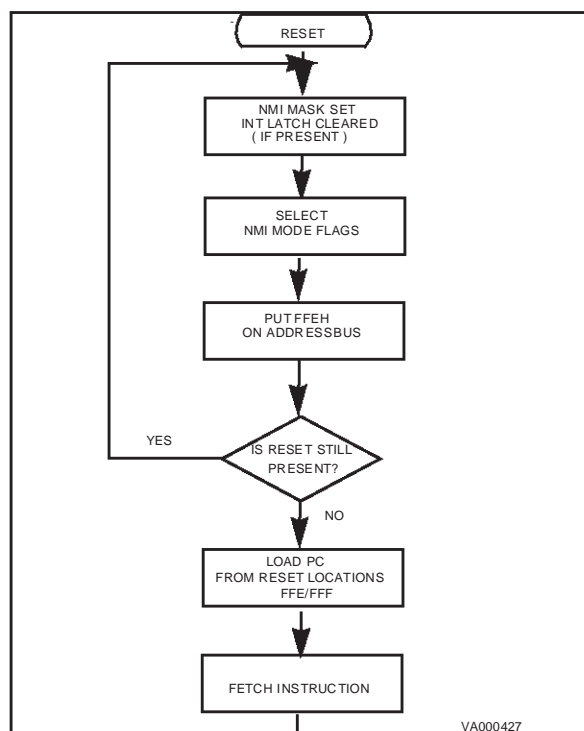 RESET
NMI MASK SET
INT LATCH CLEARED
( IF PRESENT )
SELECT
NMI MODE FLAGS
PUT FFEH
ON ADDRESSBUS
IS RESET STILL
PRESENT?
YES
NO
LOAD PC
FROM RESET LOCATIONS
FFE/FFF
FETCH INSTRUCTION
VA000427